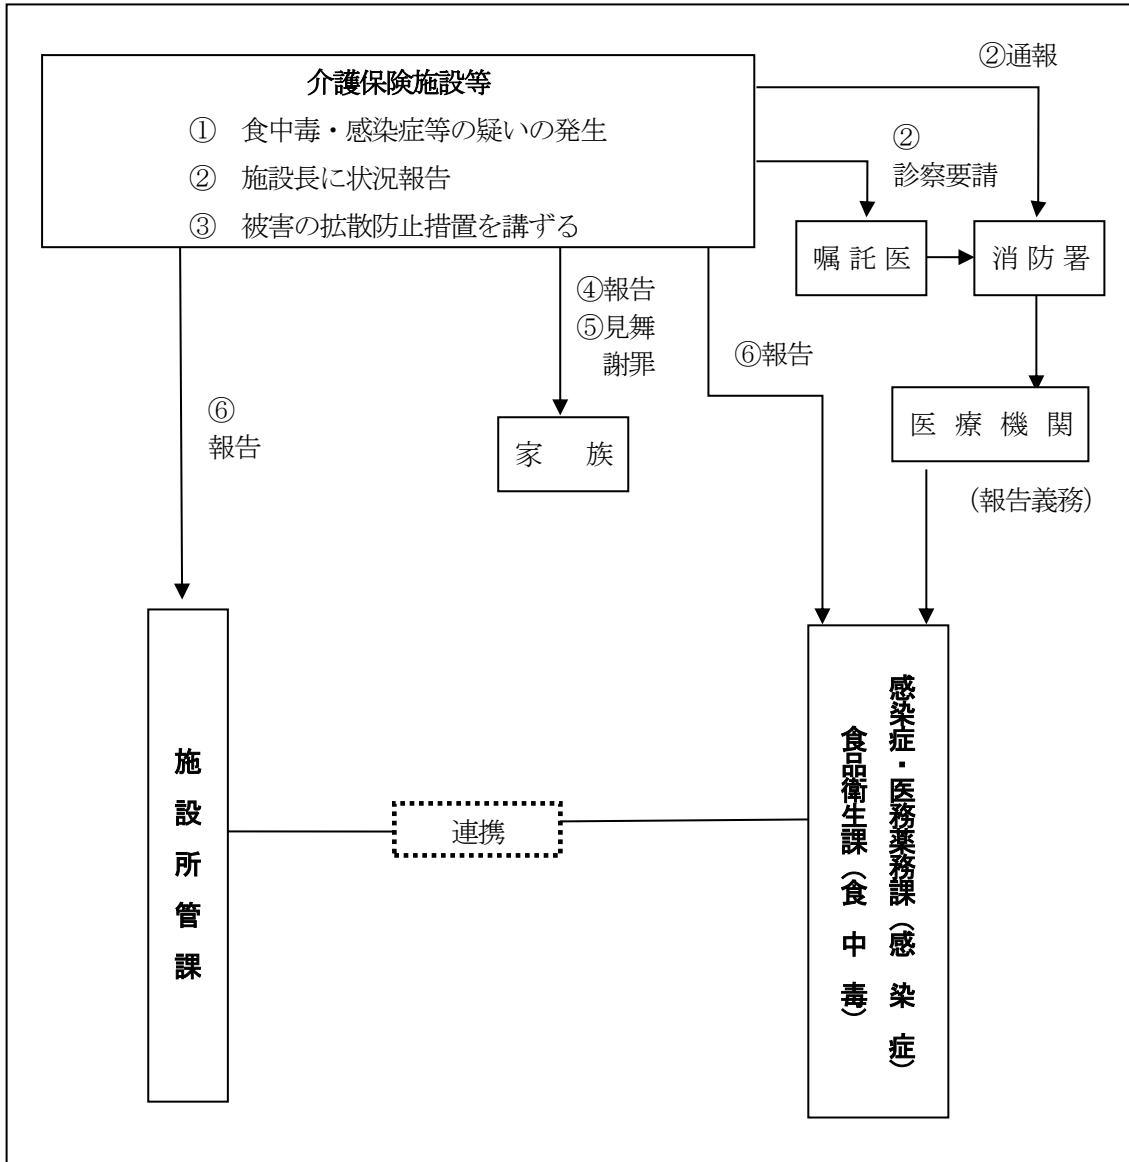 介護保険施設等
① 食中毒・感染症等の疑いの発生
② 施設長に状況報告
③ 被害の拡散防止措置を講ずる
②通報
②
診察要請
嘱託医
消防署
④報告
⑤見舞
謝罪
⑥報告
⑥
報告
家族
医療機関
（報告義務）
施設所管課
連携
感染症・医務薬務課（感染症）
食品衛生課（食中毒）